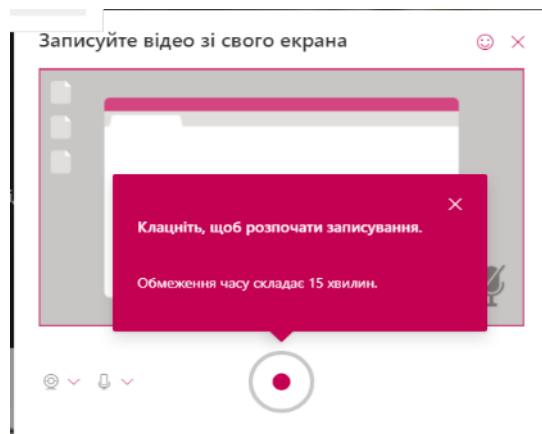 Записуйте відео зі свого екрана
Клацніть, щоб розпочати записування.
Обмеження часу складає 15 хвилин.